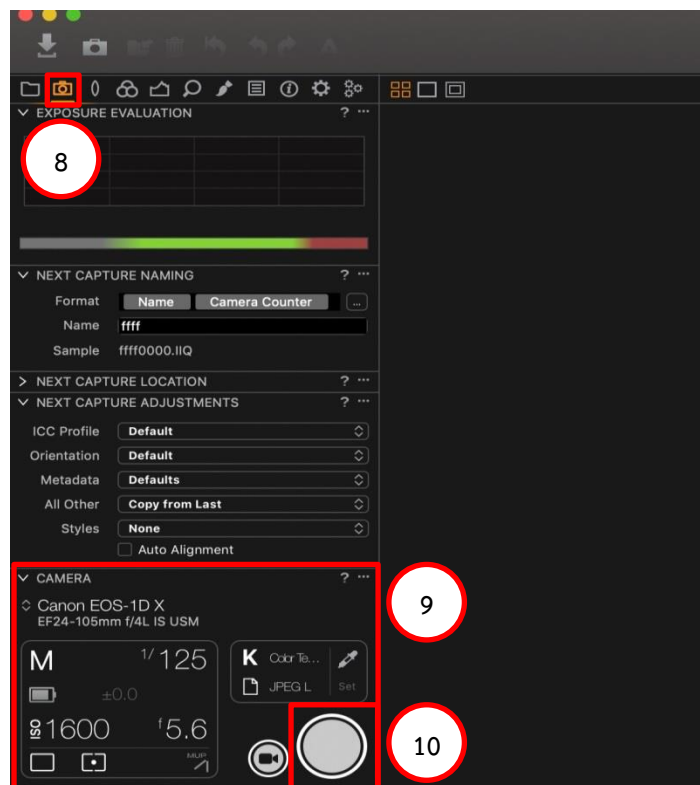 EXPOSURE EVALUATION ? ...
8
NEXT CAPTURE NAMING ? ...
Format Name Camera Counter ...
Name ffff
Sample ffff0000.IIQ
NEXT CAPTURE LOCATION ? ...
NEXT CAPTURE ADJUSTMENTS ? ...
ICC Profile Default
Orientation Default
Metadata Defaults
All Other Copy from Last
Styles None
Auto Alignment
CAMERA ? ...
9
Canon EOS-1D X
EF24-105mm f/4L IS USM
M 1/125 K Color Te...
±0.0 JPEG L Set
ISO 1600 f5.6
10
MUP